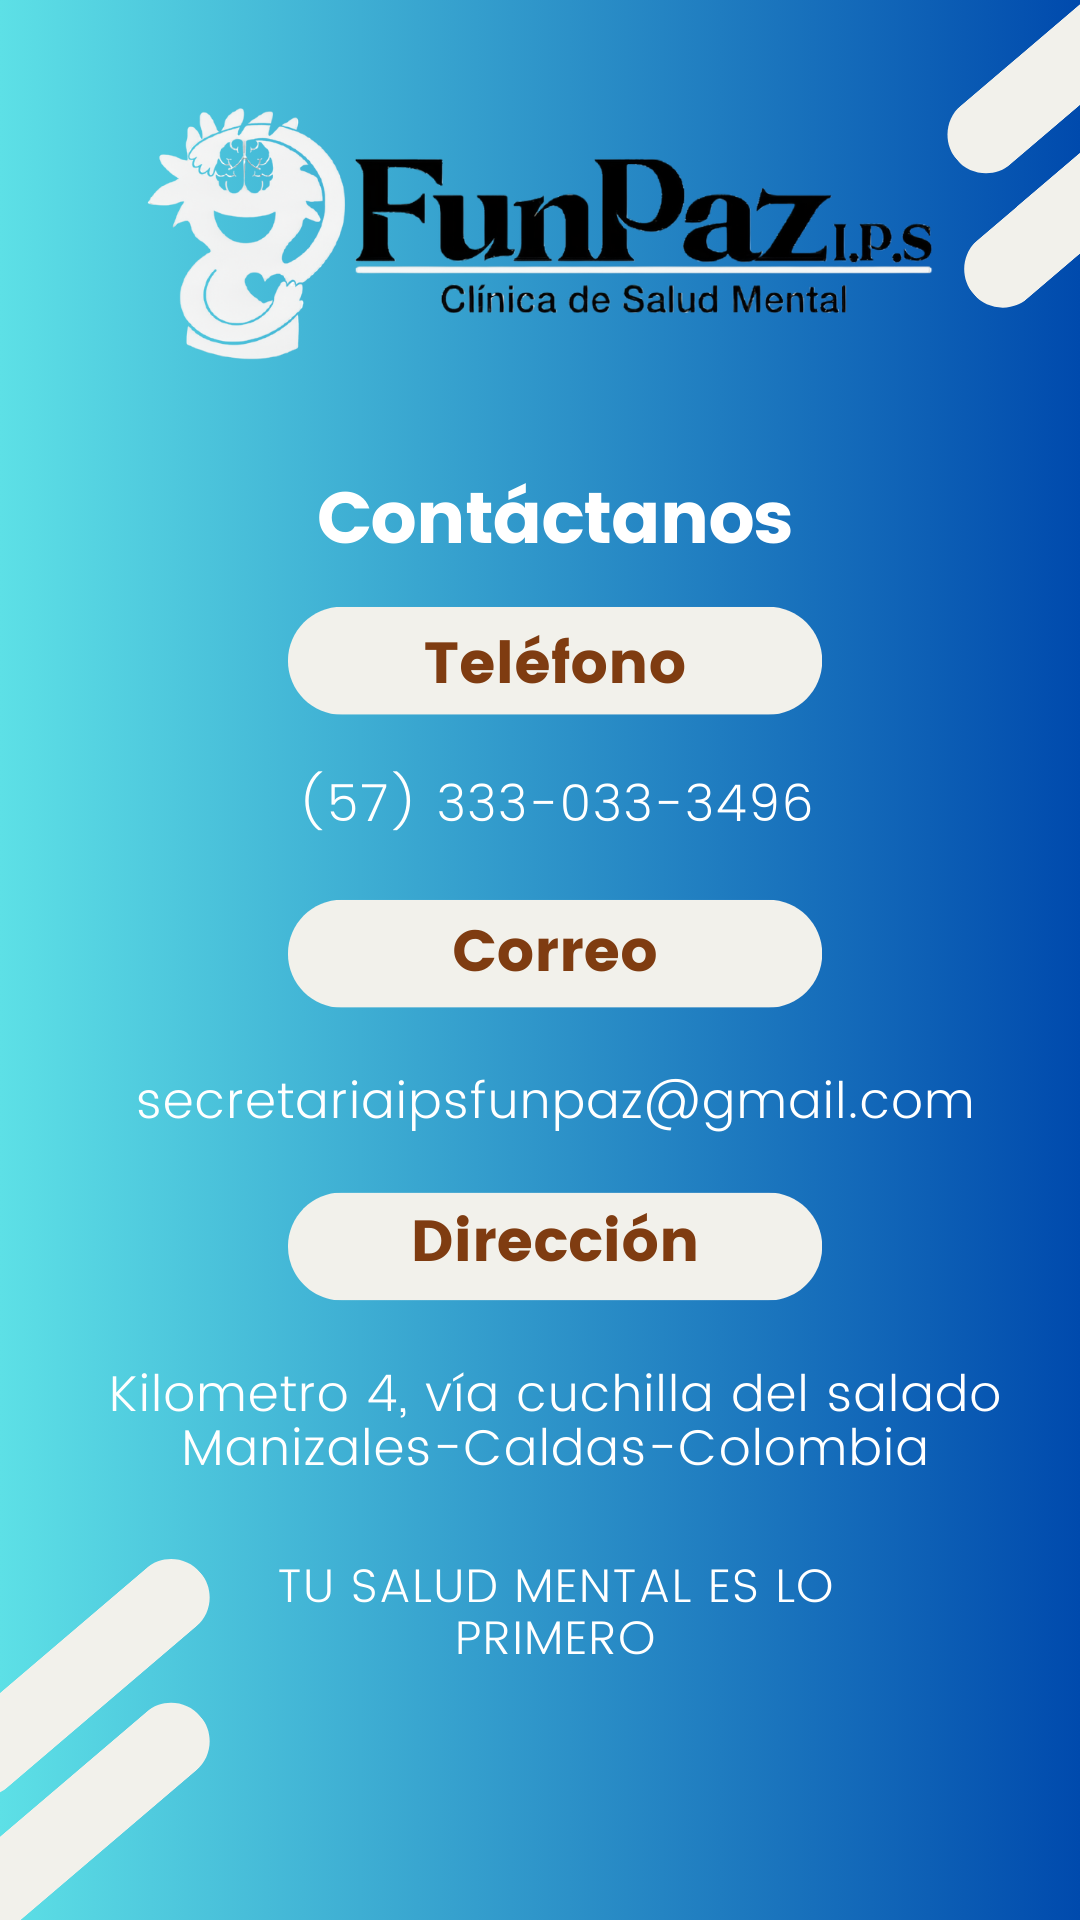 FunPaz I.P.S
Clínica de Salud Mental
Contáctanos
Teléfono
(57) 333-033-3496
Correo
secretariaipsfunpaz@gmail.com
Dirección
Kilometro 4, vía cuchilla del salado
Manizales-Caldas-Colombia
TU SALUD MENTAL ES LO
PRIMERO